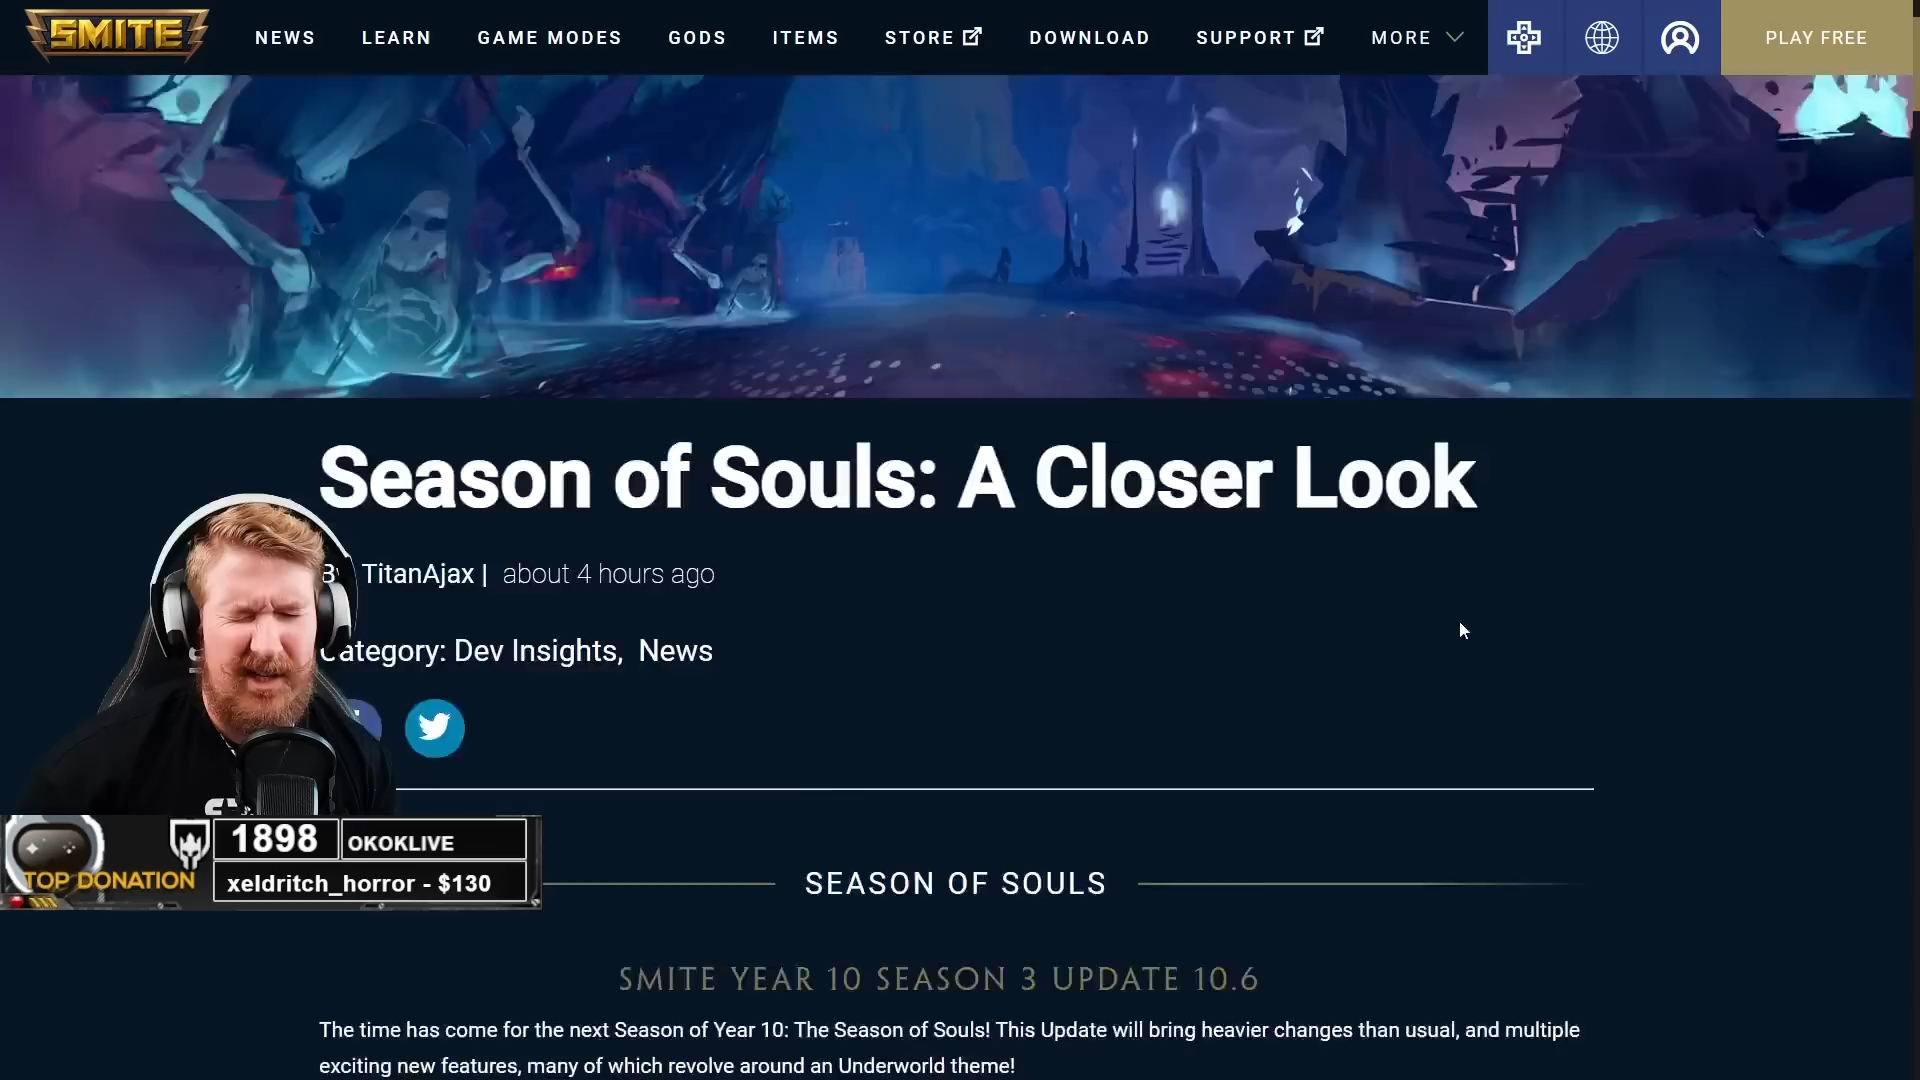 SMITE
NEWS LEARN GAME MODES GODS ITEMS STORE DOWNLOAD SUPPORT MORE PLAY FREE
Season of Souls: A Closer Look
TitanAjax | about 4 hours ago
Category: Dev Insights, News
1898 OKOKLIVE
TOP DONATION xeldritch_horror - $130
SEASON OF SOULS
SMITE YEAR 10 SEASON 3 UPDATE 10.6
The time has come for the next Season of Year 10: The Season of Souls! This Update will bring heavier changes than usual, and multiple
exciting new features, many of which revolve around an Underworld theme!